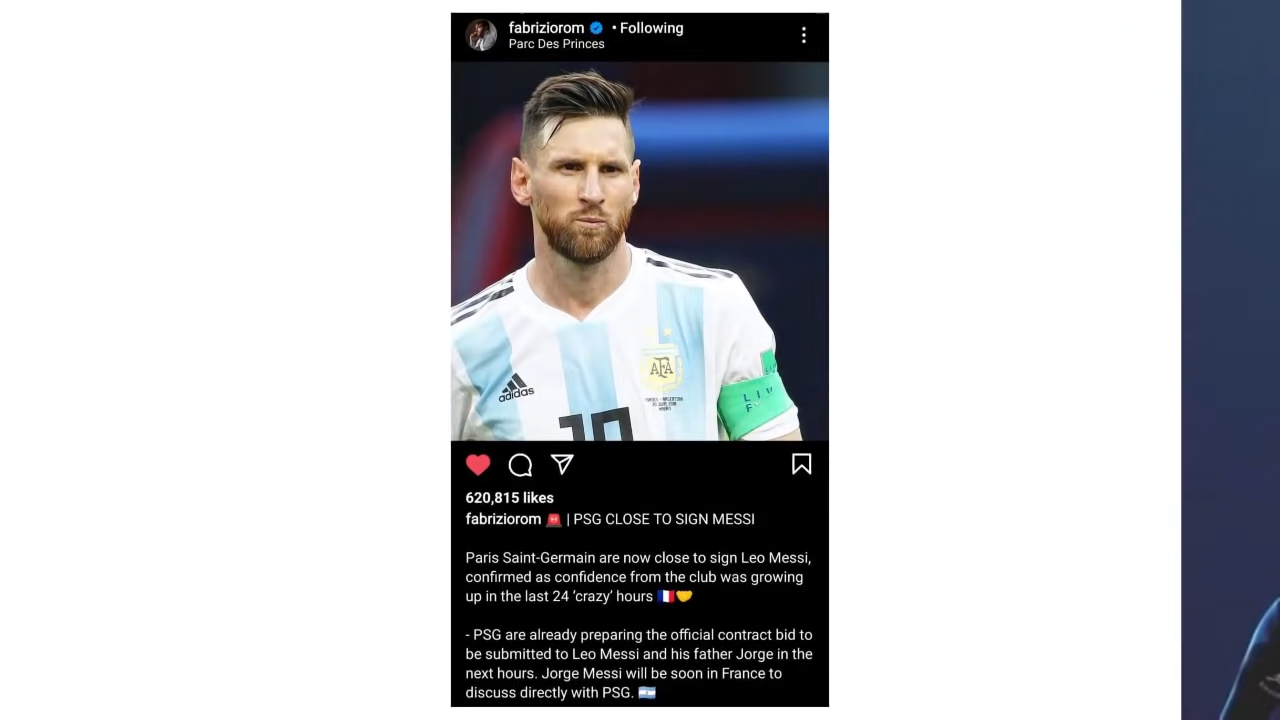 fabriziorom • Following
Parc Des Princes
adidas
AFA
10
LIV
620,815 likes
fabriziorom 🚨 | PSG CLOSE TO SIGN MESSI
Paris Saint-Germain are now close to sign Leo Messi,
confirmed as confidence from the club was growing
up in the last 24 ‘crazy’ hours 🇫🇷🤝
- PSG are already preparing the official contract bid to
be submitted to Leo Messi and his father Jorge in the
next hours. Jorge Messi will be soon in France to
discuss directly with PSG. 🇦🇷